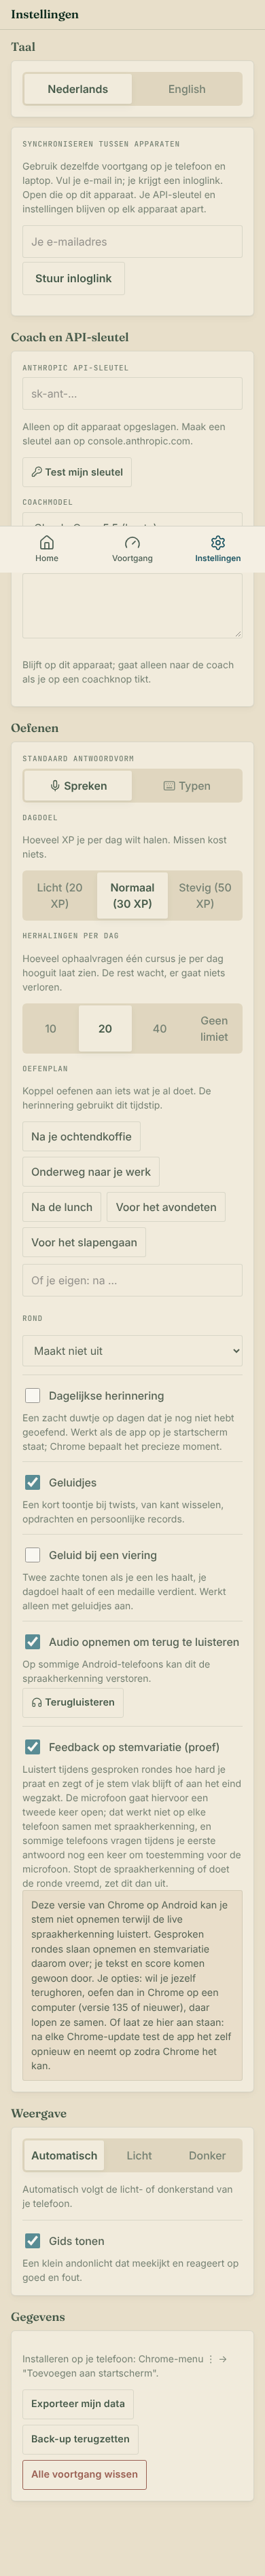 Instellingen
Taal
Nederlands
English
SYNCHRONISEREN TUSSEN APPARATEN
Gebruik dezelfde voortgang op je telefoon en
laptop. Vul je e-mail in; je krijgt een inloglink.
Open die op dit apparaat. Je API-sleutel en
instellingen blijven op elk apparaat apart.
Je e-mailadres
Stuur inloglink
Coach en API-sleutel
ANTHROPIC API-SLEUTEL
sk-ant-...
Alleen op dit apparaat opgeslagen. Maak een
sleutel aan op console.anthropic.com.
Test mijn sleutel
COACHMODEL
Home
Voortgang
Instellingen
Blijft op dit apparaat; gaat alleen naar de coach
als je op een coachknop tikt.
Oefenen
STANDAARD ANTWOORDVORM
Spreken
Typen
DAGDOEL
Hoeveel XP je per dag wilt halen. Missen kost
niets.
Licht (20
XP)
Normaal
(30 XP)
Stevig (50
XP)
HERHALINGEN PER DAG
Hoeveel ophaalvragen één cursus je per dag
hooguit laat zien. De rest wacht, er gaat niets
verloren.
10
20
40
Geen
limiet
OEFENPLAN
Koppel oefenen aan iets wat je al doet. De
herinnering gebruikt dit tijdstip.
Na je ochtendkoffie
Onderweg naar je werk
Na de lunch
Voor het avondeten
Voor het slapengaan
Of je eigen: na ...
ROND
Maakt niet uit
Dagelijkse herinnering
Een zacht duwtje op dagen dat je nog niet hebt
geoefend. Werkt als de app op je startscherm
staat; Chrome bepaalt het precieze moment.
Geluidjes
Een kort toontje bij twists, van kant wisselen,
opdrachten en persoonlijke records.
Geluid bij een viering
Twee zachte tonen als je een les haalt, je
dagdoel haalt of een medaille verdient. Werkt
alleen met geluidjes aan.
Audio opnemen om terug te luisteren
Op sommige Android-telefoons kan dit de
spraakherkenning verstoren.
Terugluisteren
Feedback op stemvariatie (proef)
Luistert tijdens gesproken rondes hoe hard je
praat en zegt of je stem vlak blijft of aan het eind
wegzakt. De microfoon gaat hiervoor een
tweede keer open; dat werkt niet op elke
telefoon samen met spraakherkenning, en
sommige telefoons vragen tijdens je eerste
antwoord nog een keer om toestemming voor de
microfoon. Stopt de spraakherkenning of doet
de ronde vreemd, zet dit dan uit.
Deze versie van Chrome op Android kan je
stem niet opnemen terwijl de live
spraakherkenning luistert. Gesproken
rondes slaan opnemen en stemvariatie
daarom over; je tekst en score komen
gewoon door. Je opties: wil je jezelf
terughoren, oefen dan in Chrome op een
computer (versie 135 of nieuwer), daar
lopen ze samen. Of laat ze hier aan staan:
na elke Chrome-update test de app het zelf
opnieuw en neemt op zodra Chrome het
kan.
Weergave
Automatisch
Licht
Donker
Automatisch volgt de licht- of donkerstand van
je telefoon.
Gids tonen
Een klein andonlicht dat meekijkt en reageert op
goed en fout.
Gegevens
Installeren op je telefoon: Chrome-menu ⋮ →
"Toevoegen aan startscherm".
Exporteer mijn data
Back-up terugzetten
Alle voortgang wissen